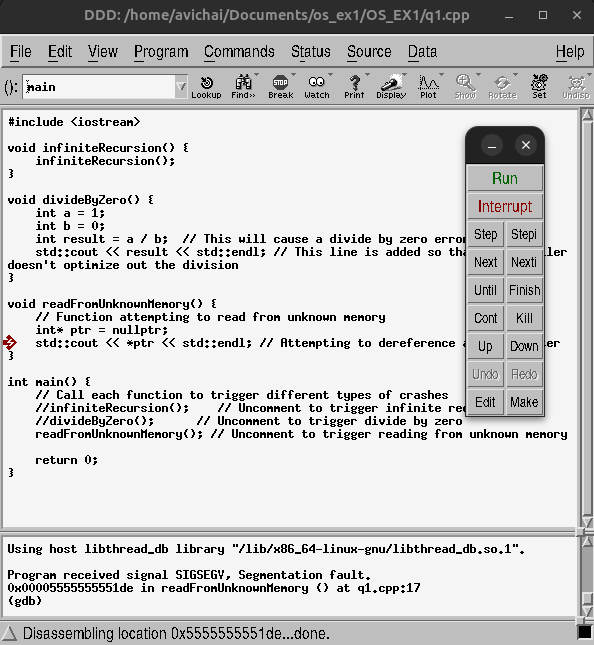 DDD: /home/avichai/Documents/os_ex1/OS_EX1/q1.cpp
File Edit View Program Commands Status Source Data Help
(): main
Lookup Find>> Break Watch Print Display Plot Show Rotate Set Undisp
#include <iostream>
void infiniteRecursion() {
    infiniteRecursion();
}
void divideByZero() {
    int a = 1;
    int b = 0;
    int result = a / b;  // This will cause a divide by zero erro
    std::cout << result << std::endl; // This line is added so tha ler
doesn't optimize out the division
}
void readFromUnknownMemory() {
    // Function attempting to read from unknown memory
    int* ptr = nullptr;
    std::cout << *ptr << std::endl; // Attempting to dereference a er
}
int main() {
    // Call each function to trigger different types of crashes
    //infiniteRecursion();    // Uncomment to trigger infinite re
    //divideByZero();      // Uncomment to trigger divide by zero
    readFromUnknownMemory(); // Uncomment to trigger reading from unknown memory
    return 0;
}
Run
Interrupt
Step Stepi
Next Nexti
Until Finish
Cont Kill
Up Down
Undo Redo
Edit Make
Using host libthread_db library "/lib/x86_64-linux-gnu/libthread_db.so.1".
Program received signal SIGSEGV, Segmentation fault.
0x00005555555551de in readFromUnknownMemory () at q1.cpp:17
(gdb)
Disassembling location 0x5555555551de...done.